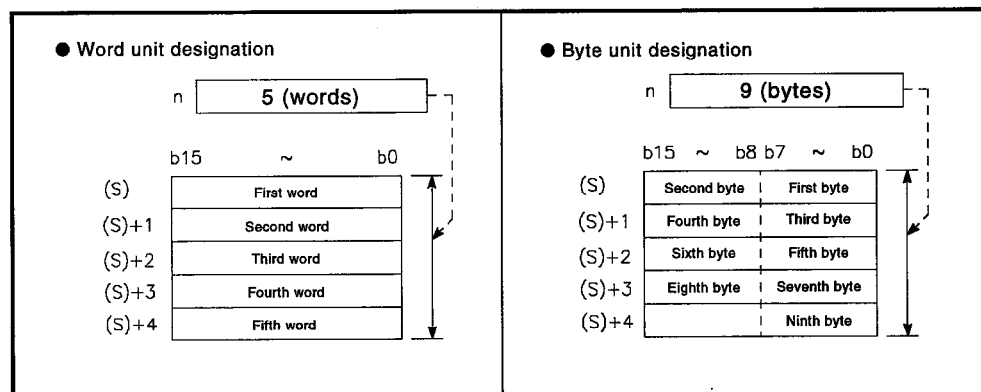 ● Word unit designation
n 5 (words)
b15 ~ b0
(S) First word
(S)+1 Second word
(S)+2 Third word
(S)+3 Fourth word
(S)+4 Fifth word
● Byte unit designation
n 9 (bytes)
b15 ~ b8 b7 ~ b0
(S) Second byte First byte
(S)+1 Fourth byte Third byte
(S)+2 Sixth byte Fifth byte
(S)+3 Eighth byte Seventh byte
(S)+4 Ninth byte